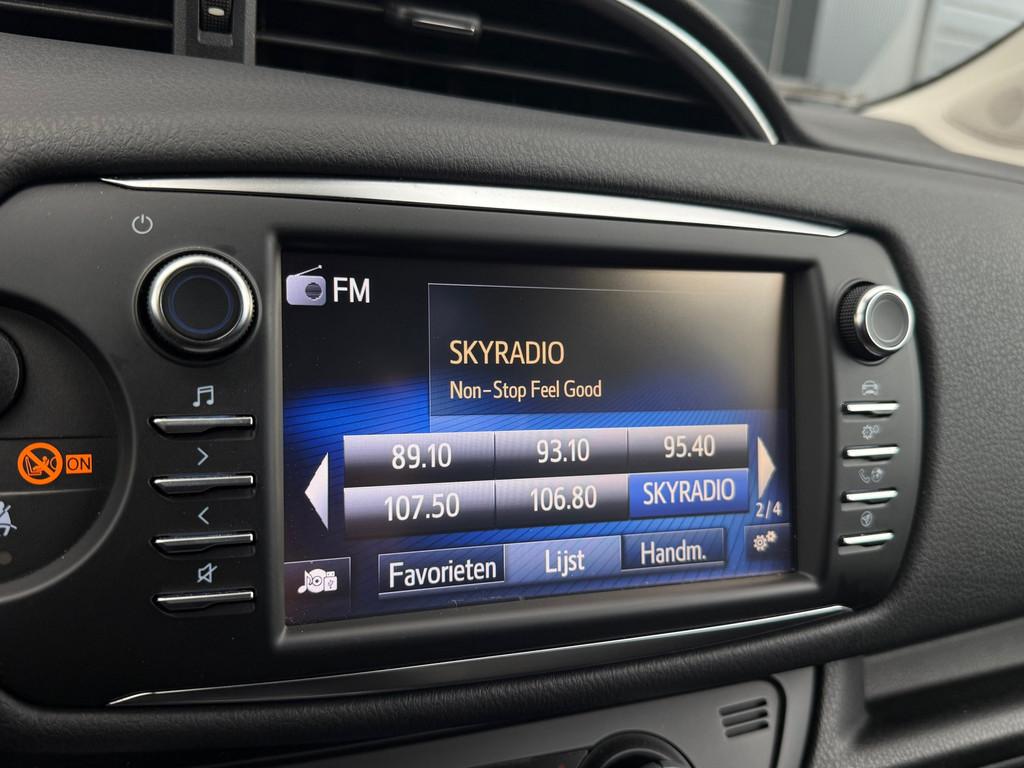 FM
SKYRADIO
Non-Stop Feel Good
89.10 93.10 95.40
107.50 106.80 SKYRADIO
2/4
Favorieten Lijst Handm.
ON